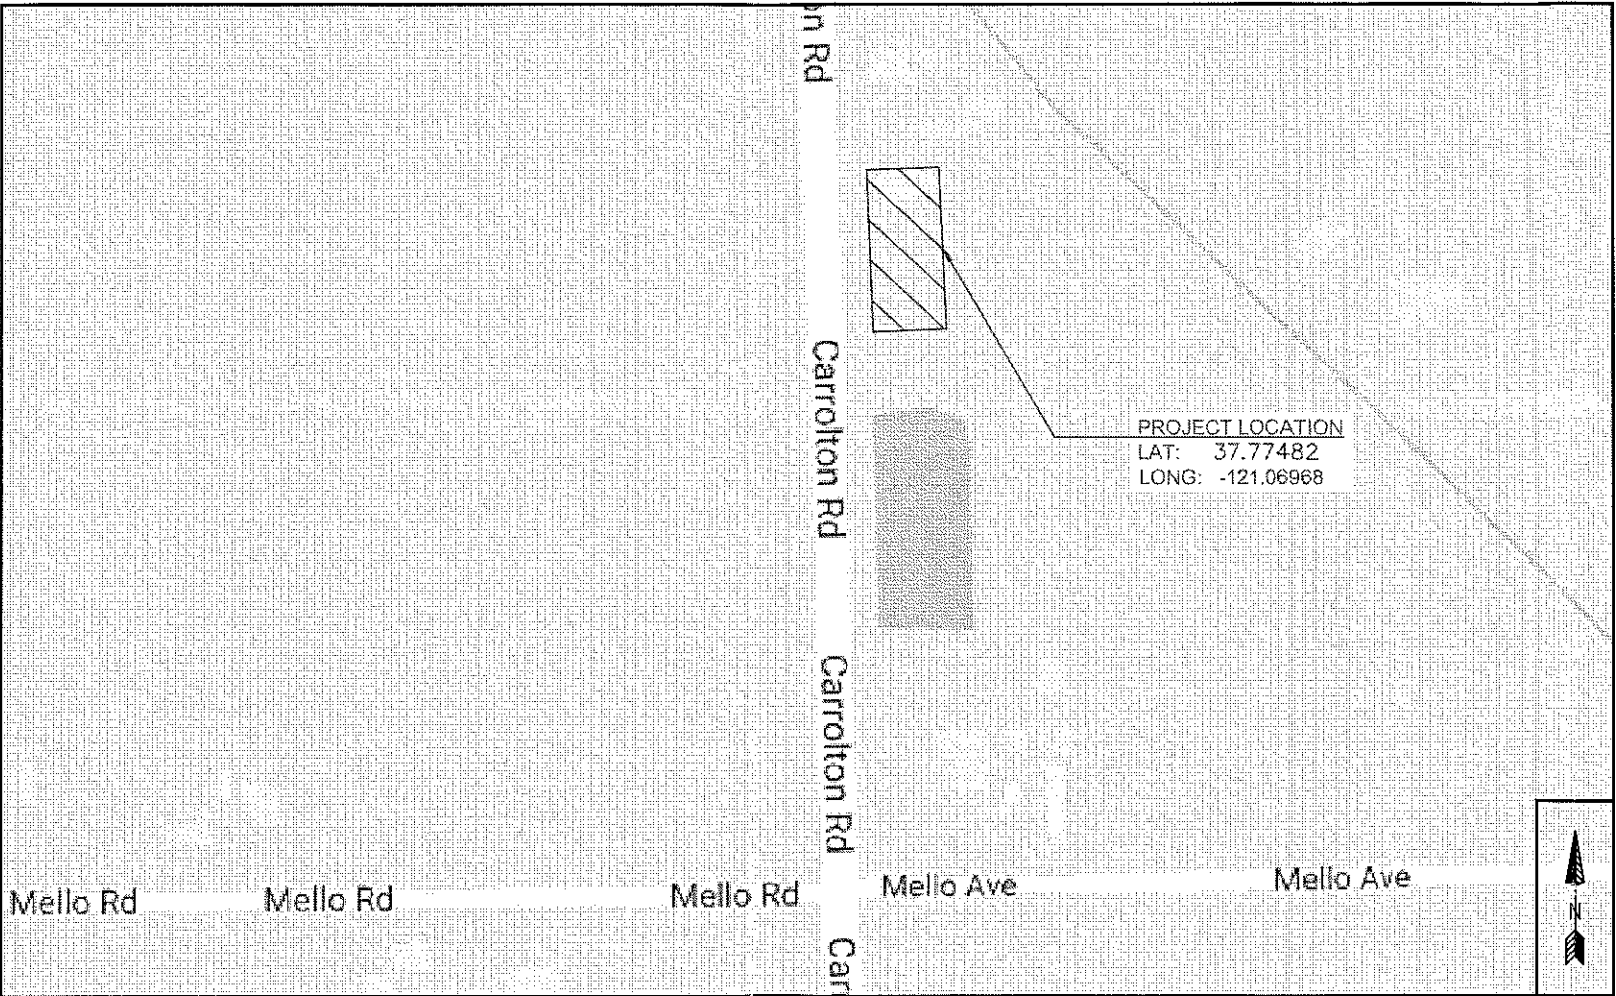 on Rd
Carrolton Rd
PROJECT LOCATION
LAT: 37.77482
LONG: -121.06968
Carrolton Rd
Mello Rd
Mello Rd
Mello Rd
Mello Ave
Mello Ave
N
Car